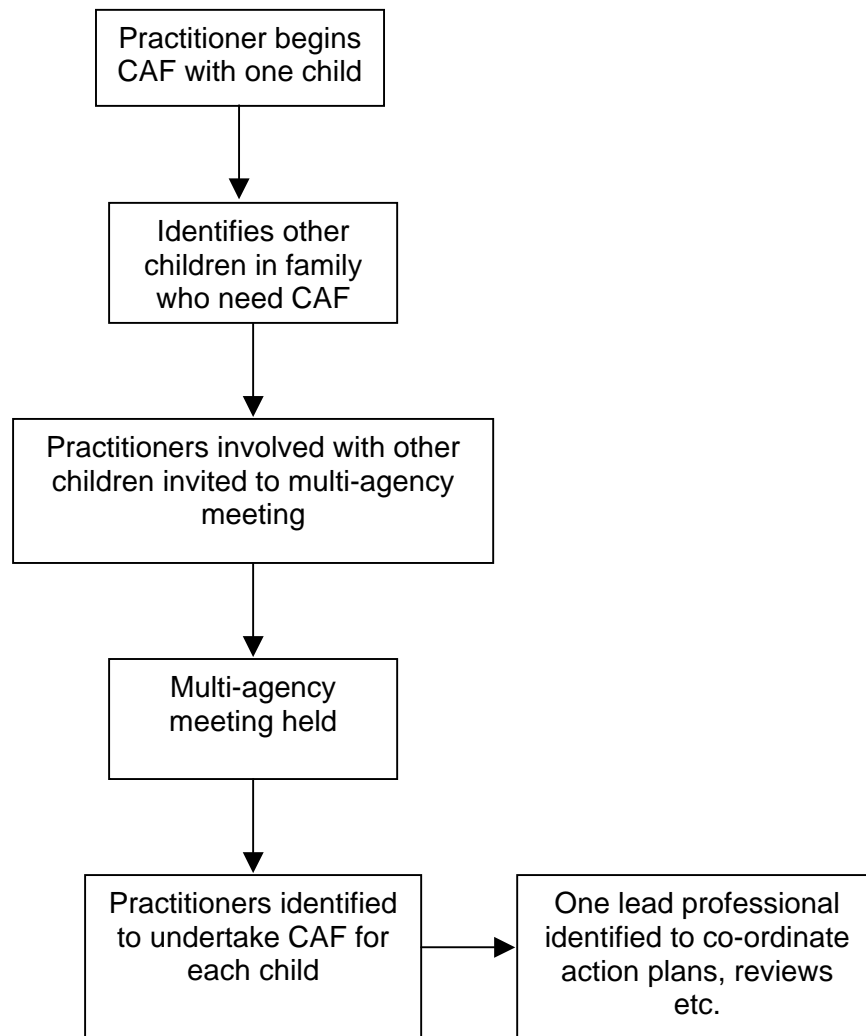 Practitioner begins
CAF with one child
Identifies other
children in family
who need CAF
Practitioners involved with other
children invited to multi-agency
meeting
Multi-agency
meeting held
Practitioners identified
to undertake CAF for
each child
One lead professional
identified to co-ordinate
action plans, reviews
etc.